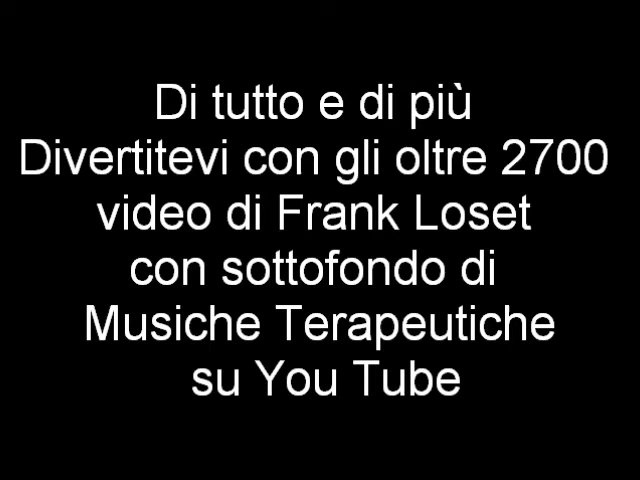 Di tutto e di più
Divertitevi con gli oltre 2700
video di Frank Loset
con sottofondo di
Musiche Terapeutiche
su You Tube